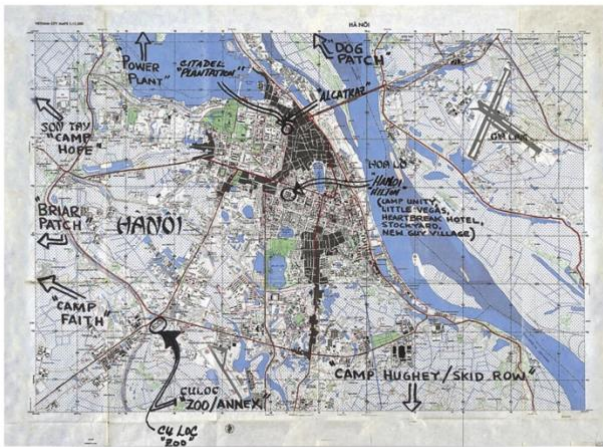 HÀ NỘI
"POWER
PLANT"
CITADEL
"PLANTATION"
"DOG
PATCH"
"ALCATRAZ"
SON TAY
"CAMP
HOPE"
GIA LAM
HOA LO
"HANOI
HILTON"
(CAMP UNITY,
LITTLE VEGAS,
HEARTBREAK HOTEL,
STOCKYARD,
NEW GUY VILLAGE)
"BRIAR
PATCH"
HANOI
"CAMP
FAITH"
"CAMP HUGHEY/SKID ROW"
CULOC
"ZOO/ANNEX"
CU LOC
"ZOO"